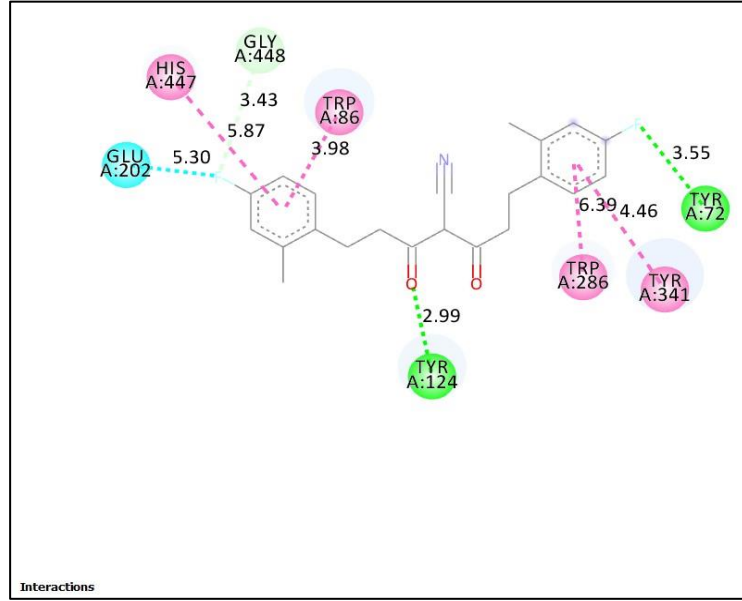 GLY
A:448
HIS
A:447
3.43
TRP
A:86
5.87
3.98
GLU
A:202
5.30
N
F
3.55
TYR
A:72
6.39
4.46
TRP
A:286
TYR
A:341
O
O
2.99
TYR
A:124
Interactions